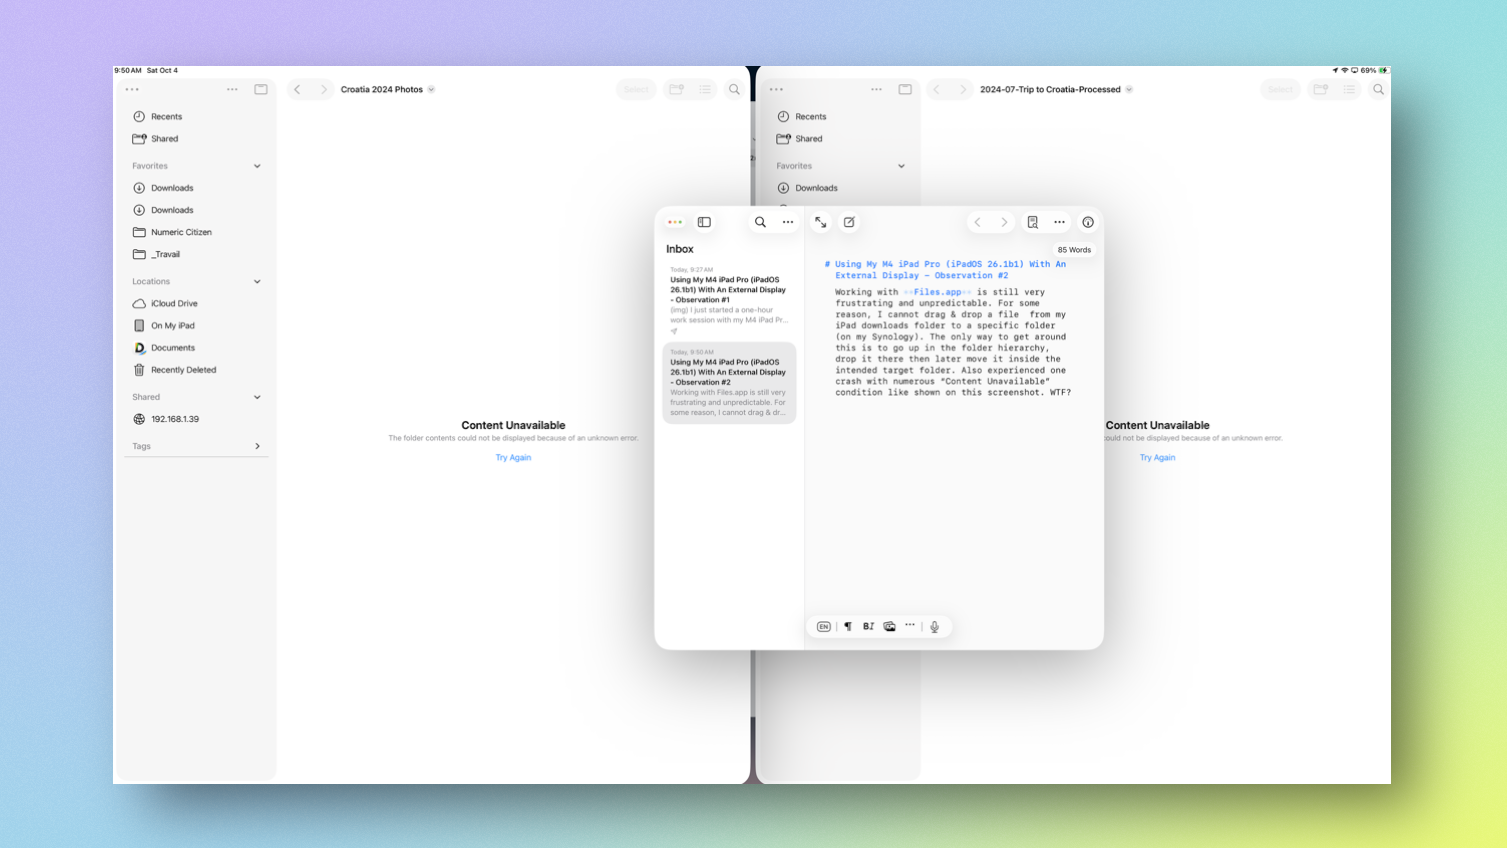 9:50 AM Sat Oct 4
69%
Croatia 2024 Photos
Select
Recents
Shared
Favorites
Downloads
Downloads
Numeric Citizen
_Travail
Locations
iCloud Drive
On My iPad
Documents
Recently Deleted
Shared
192.168.1.39
Tags
Content Unavailable
The folder contents could not be displayed because of an unknown error.
Try Again
2024-07-Trip to Croatia-Processed
Select
Recents
Shared
Favorites
Downloads
Content Unavailable
could not be displayed because of an unknown error.
Try Again
Inbox
Today, 9:27 AM
Using My M4 iPad Pro (iPadOS
26.1b1) With An External Display
- Observation #1
(img) I just started a one-hour
work session with my M4 iPad Pr...
Today, 9:50 AM
Using My M4 iPad Pro (iPadOS
26.1b1) With An External Display
- Observation #2
Working with Files.app is still very
frustrating and unpredictable. For
some reason, I cannot drag & dr...
85 Words
# Using My M4 iPad Pro (iPadOS 26.1b1) With An
External Display - Observation #2
Working with **Files.app** is still very
frustrating and unpredictable. For some
reason, I cannot drag & drop a file  from my
iPad downloads folder to a specific folder
(on my Synology). The only way to get around
this is to go up in the folder hierarchy,
drop it there then later move it inside the
intended target folder. Also experienced one
crash with numerous “Content Unavailable”
condition like shown on this screenshot. WTF?
EN
BI